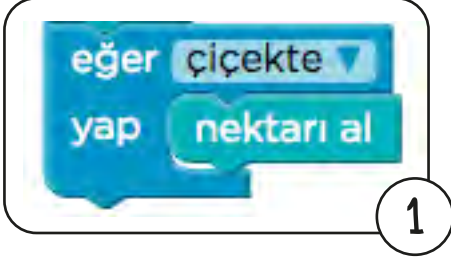 eğer çiçekte
yap nektarı al
1